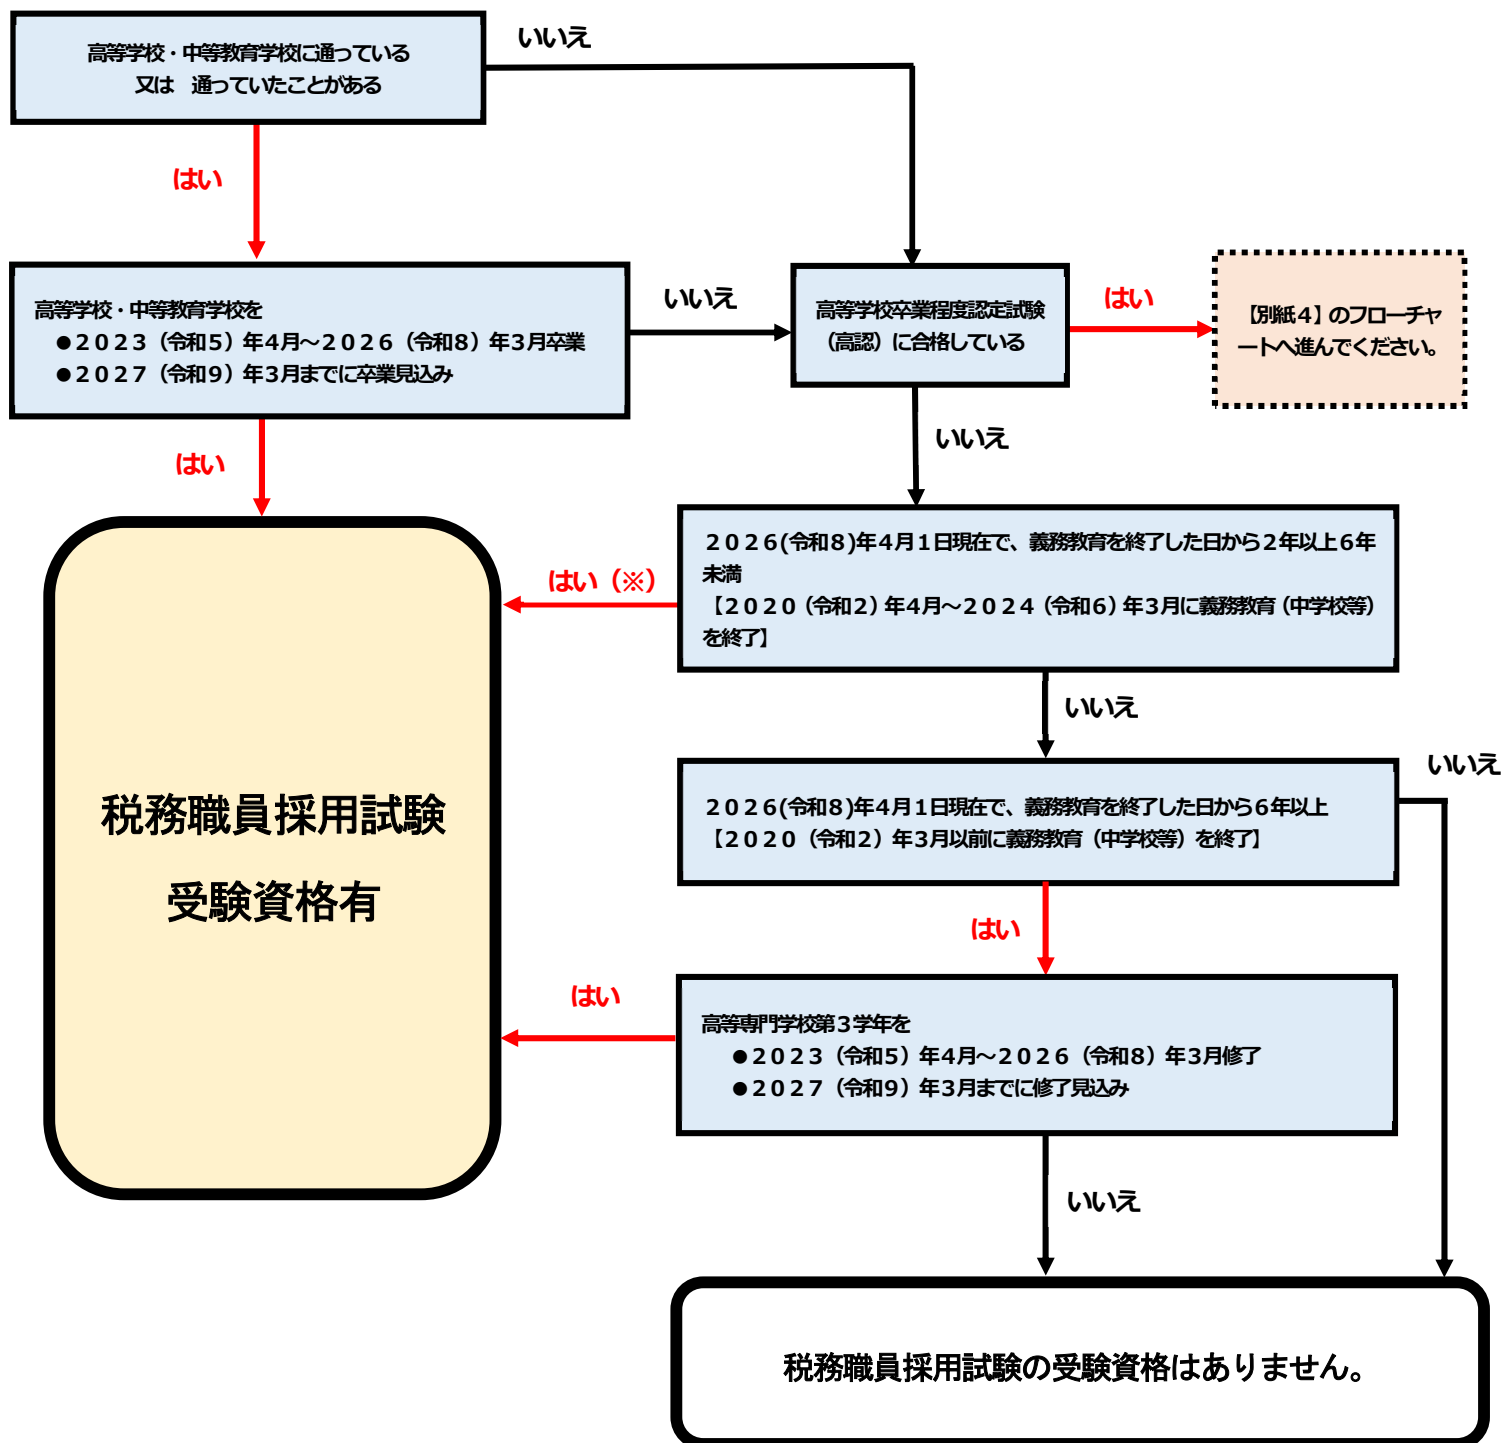 高等学校・中等教育学校に通っている
又は　通っていたことがある
いいえ
はい
高等学校・中等教育学校を
●２０２３（令和５）年４月～２０２６（令和８）年３月卒業
●２０２７（令和９）年３月までに卒業見込み
いいえ
高等学校卒業程度認定試験
（高認）に合格している
はい
【別紙４】のフローチャ
ートへ進んでください。
はい
いいえ
２０２６(令和８)年４月１日現在で、義務教育を終了した日から２年以上６年
未満
【２０２０（令和２）年４月～２０２４（令和６）年３月に義務教育（中学校等）
を終了】
はい（※）
いいえ
いいえ
２０２６(令和８)年４月１日現在で、義務教育を終了した日から６年以上
【２０２０（令和２）年３月以前に義務教育（中学校等）を終了】
税務職員採用試験
受験資格有
はい
はい
高等専門学校第３学年を
●２０２３（令和５）年４月～２０２６（令和８）年３月修了
●２０２７（令和９）年３月までに修了見込み
いいえ
税務職員採用試験の受験資格はありません。